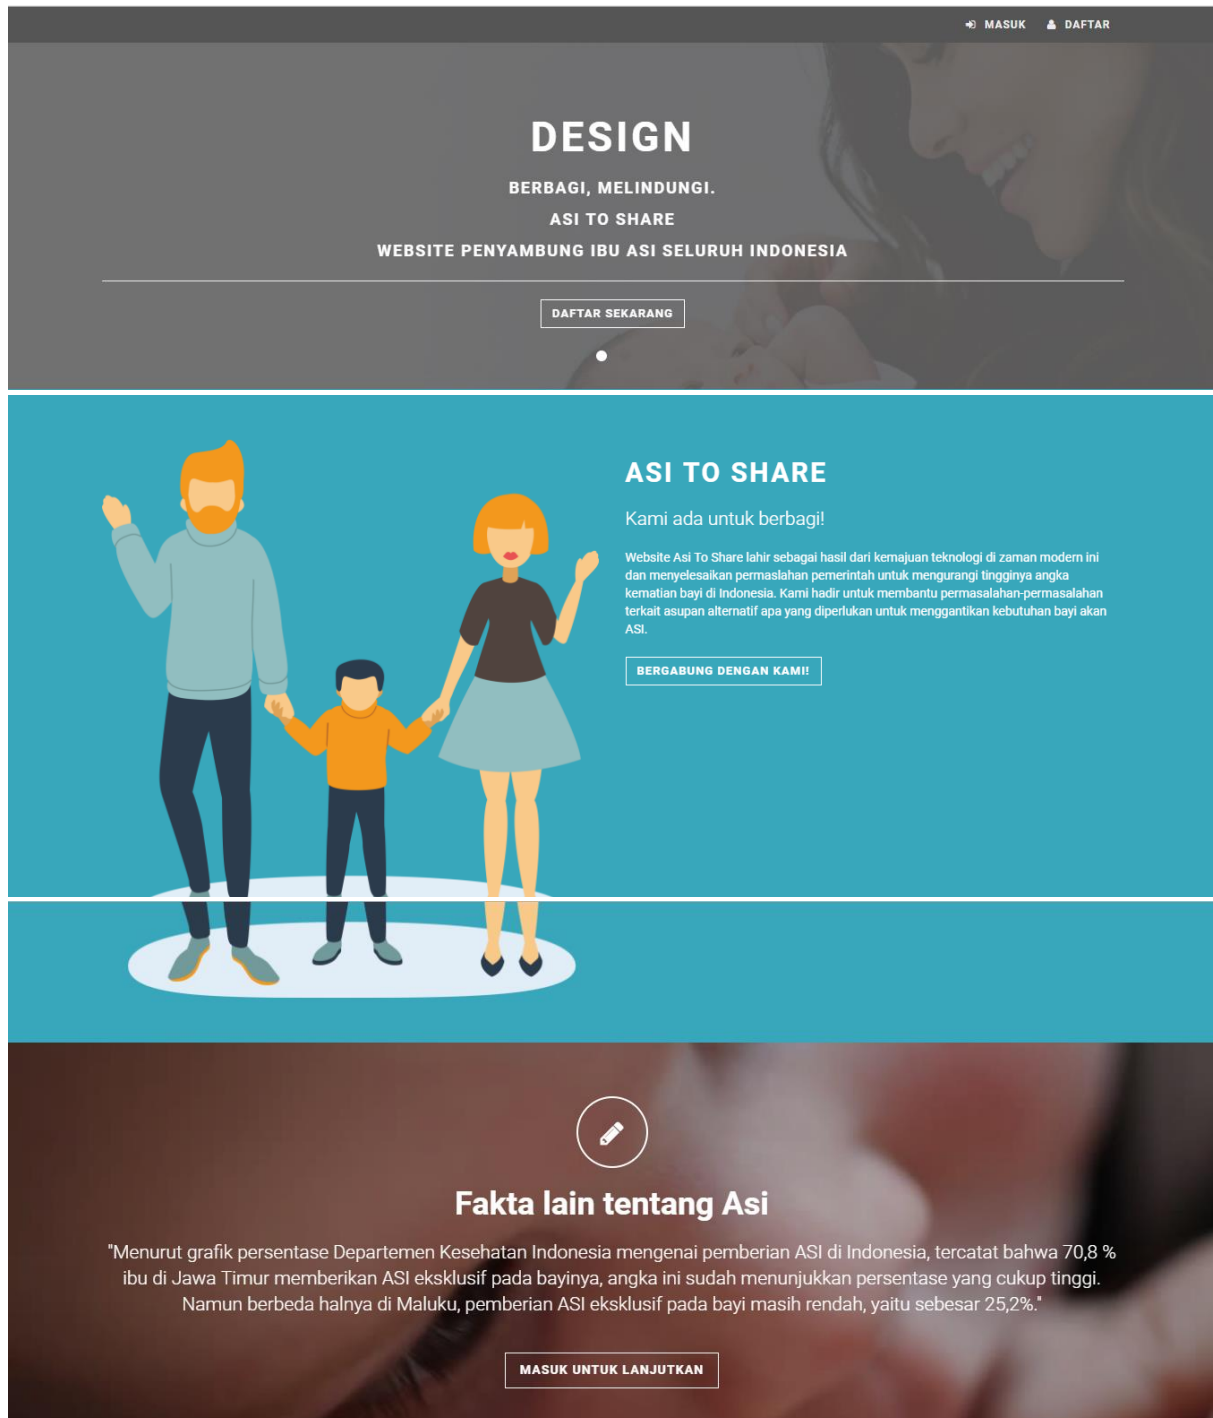 MASUK DAFTAR
DESIGN
BERBAGI, MELINDUNGI.
ASI TO SHARE
WEBSITE PENYAMBUNG IBU ASI SELURUH INDONESIA
DAFTAR SEKARANG
ASI TO SHARE
Kami ada untuk berbagi!
Website Asi To Share lahir sebagai hasil dari kemajuan teknologi di zaman modern ini
dan menyelesaikan permaslahan pemerintah untuk mengurangi tingginya angka
kematian bayi di Indonesia. Kami hadir untuk membantu permasalahan-permasalahan
terkait asupan alternatif apa yang diperlukan untuk menggantikan kebutuhan bayi akan
ASI.
BERGABUNG DENGAN KAMI!
Fakta lain tentang Asi
"Menurut grafik persentase Departemen Kesehatan Indonesia mengenai pemberian ASI di Indonesia, tercatat bahwa 70,8 %
ibu di Jawa Timur memberikan ASI eksklusif pada bayinya, angka ini sudah menunjukkan persentase yang cukup tinggi.
Namun berbeda halnya di Maluku, pemberian ASI eksklusif pada bayi masih rendah, yaitu sebesar 25,2%."
MASUK UNTUK LANJUTKAN